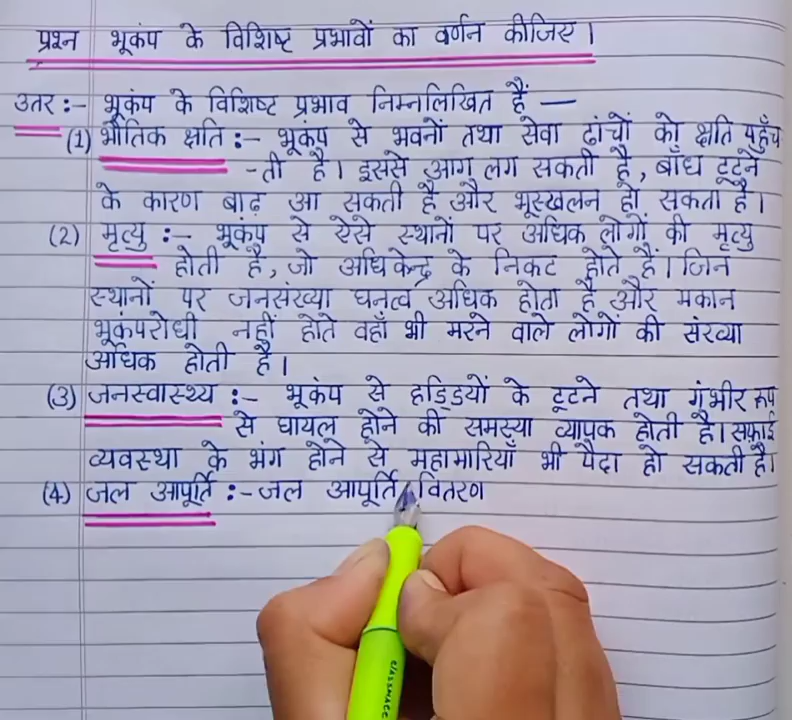 प्रश्न भूकंप के विशिष्ट प्रभावों का वर्णन कीजिए।
उतर :- भूकंप के विशिष्ट प्रभाव निम्नलिखित हैं —
(1) भौतिक क्षति :- भूकंप से भवनों तथा सेवा ढांचों को क्षति पहुँच
-ती है। इससे आग लग सकती है, बाँध टूटने
के कारण बाढ़ आ सकती है और भूस्खलन हो सकता है।
(2) मृत्यु :- भूकंप से ऐसे स्थानों पर अधिक लोगों की मृत्यु
होती है, जो अधिकेन्द्र के निकट होते हैं। जिन
स्थानों पर जनसंख्या घनत्व अधिक होता है और मकान
भूकंपरोधी नहीं होते वहाँ भी मरने वाले लोगों की संख्या
अधिक होती है।
(3) जनस्वास्थ्य :- भूकंप से हड्डियों के टूटने तथा गंभीर रूप
से घायल होने की समस्या व्यापक होती है। सफ़ाई
व्यवस्था के भंग होने से महामारियाँ भी पैदा हो सकती है।
(4) जल आपूर्ति :- जल आपूर्ति वितरण
CLASSMATE